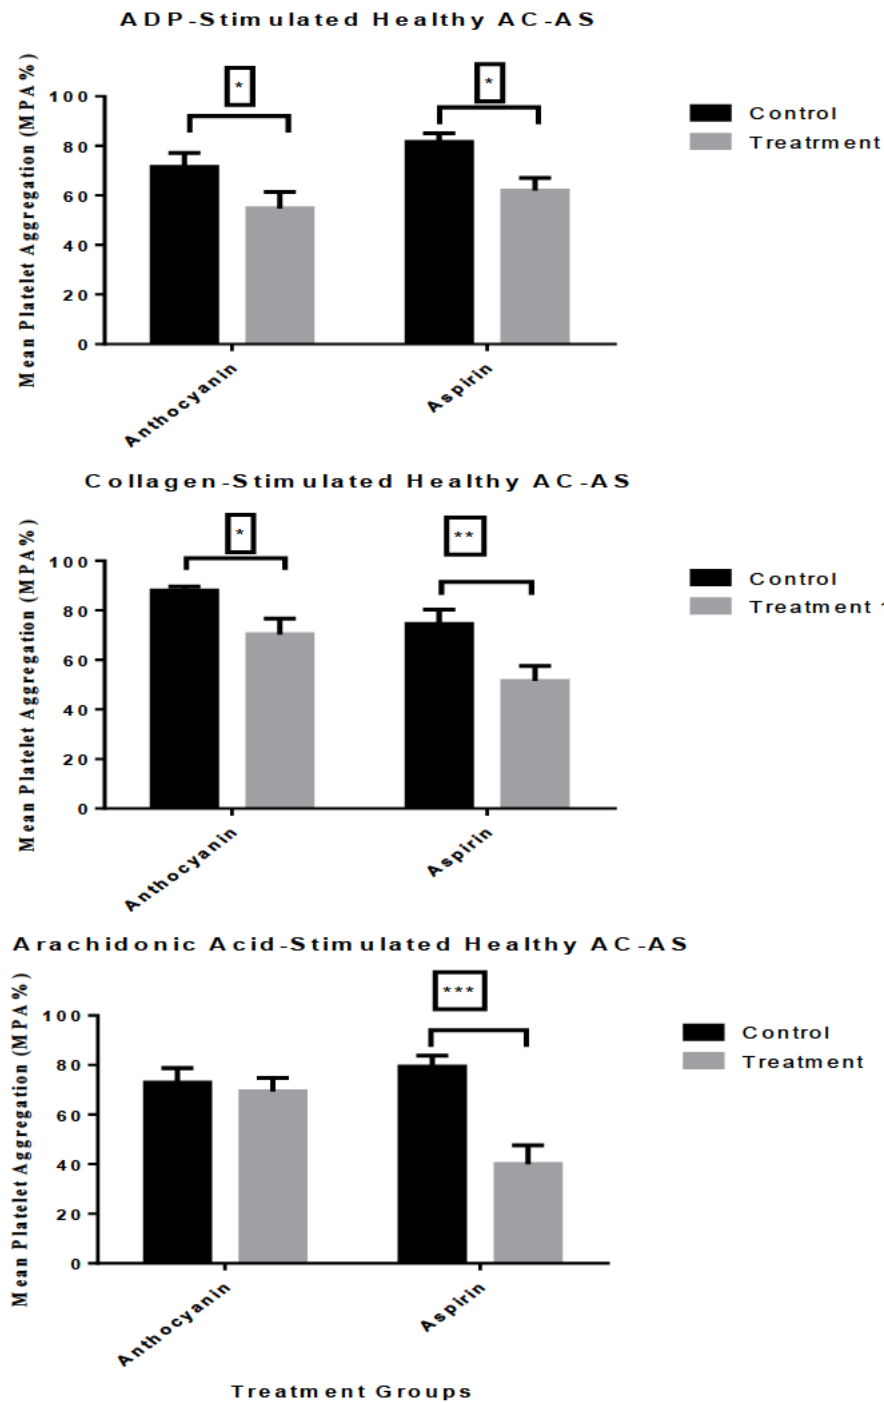 ADP-Stimulated Healthy AC-AS
Mean Platelet Aggregation (MPA%)
100
80
60
40
20
0
*
*
Control
Treatrment
Anthocyanin
Aspirin
Collagen-Stimulated Healthy AC-AS
Mean Platelet Aggregation (MPA%)
100
80
60
40
20
0
*
**
Control
Treatment
Anthocyanin
Aspirin
Arachidonic Acid-Stimulated Healthy AC-AS
Mean Platelet Aggregation (MPA%)
100
80
60
40
20
0
***
Control
Treatment
Anthocyanin
Aspirin
Treatment Groups